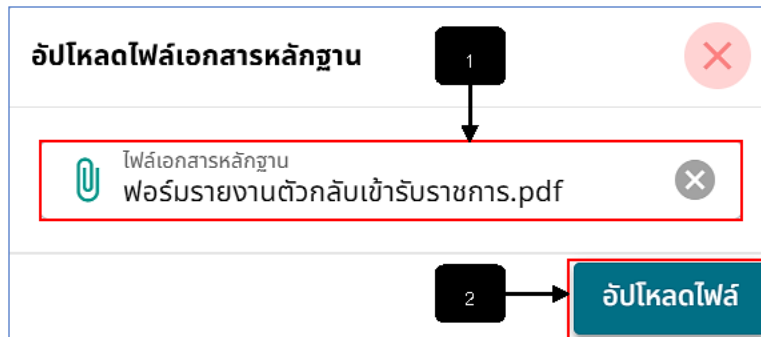 อัปโหลดไฟล์เอกสารหลักฐาน
1
ไฟล์เอกสารหลักฐาน
ฟอร์มรายงานตัวกลับเข้ารับราชการ.pdf
2
อัปโหลดไฟล์